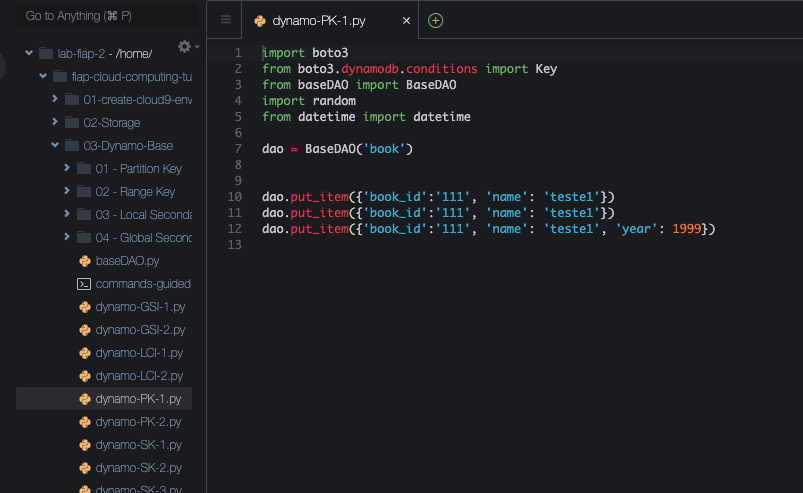 Go to Anything (⌘ P)
lab-fiap-2 - /home/
fiap-cloud-computing-tu
01-create-cloud9-env
02-Storage
03-Dynamo-Base
01 - Partition Key
02 - Range Key
03 - Local Seconda
04 - Global Second
baseDAO.py
commands-guided
dynamo-GSI-1.py
dynamo-GSI-2.py
dynamo-LCI-1.py
dynamo-LCI-2.py
dynamo-PK-1.py
dynamo-PK-2.py
dynamo-SK-1.py
dynamo-SK-2.py
dynamo-SK-3.py
dynamo-PK-1.py
1 import boto3
2 from boto3.dynamodb.conditions import Key
3 from baseDAO import BaseDAO
4 import random
5 from datetime import datetime
6
7 dao = BaseDAO('book')
8
9
10 dao.put_item({'book_id':'111', 'name': 'teste1'})
11 dao.put_item({'book_id':'111', 'name': 'teste1'})
12 dao.put_item({'book_id':'111', 'name': 'teste1', 'year': 1999})
13